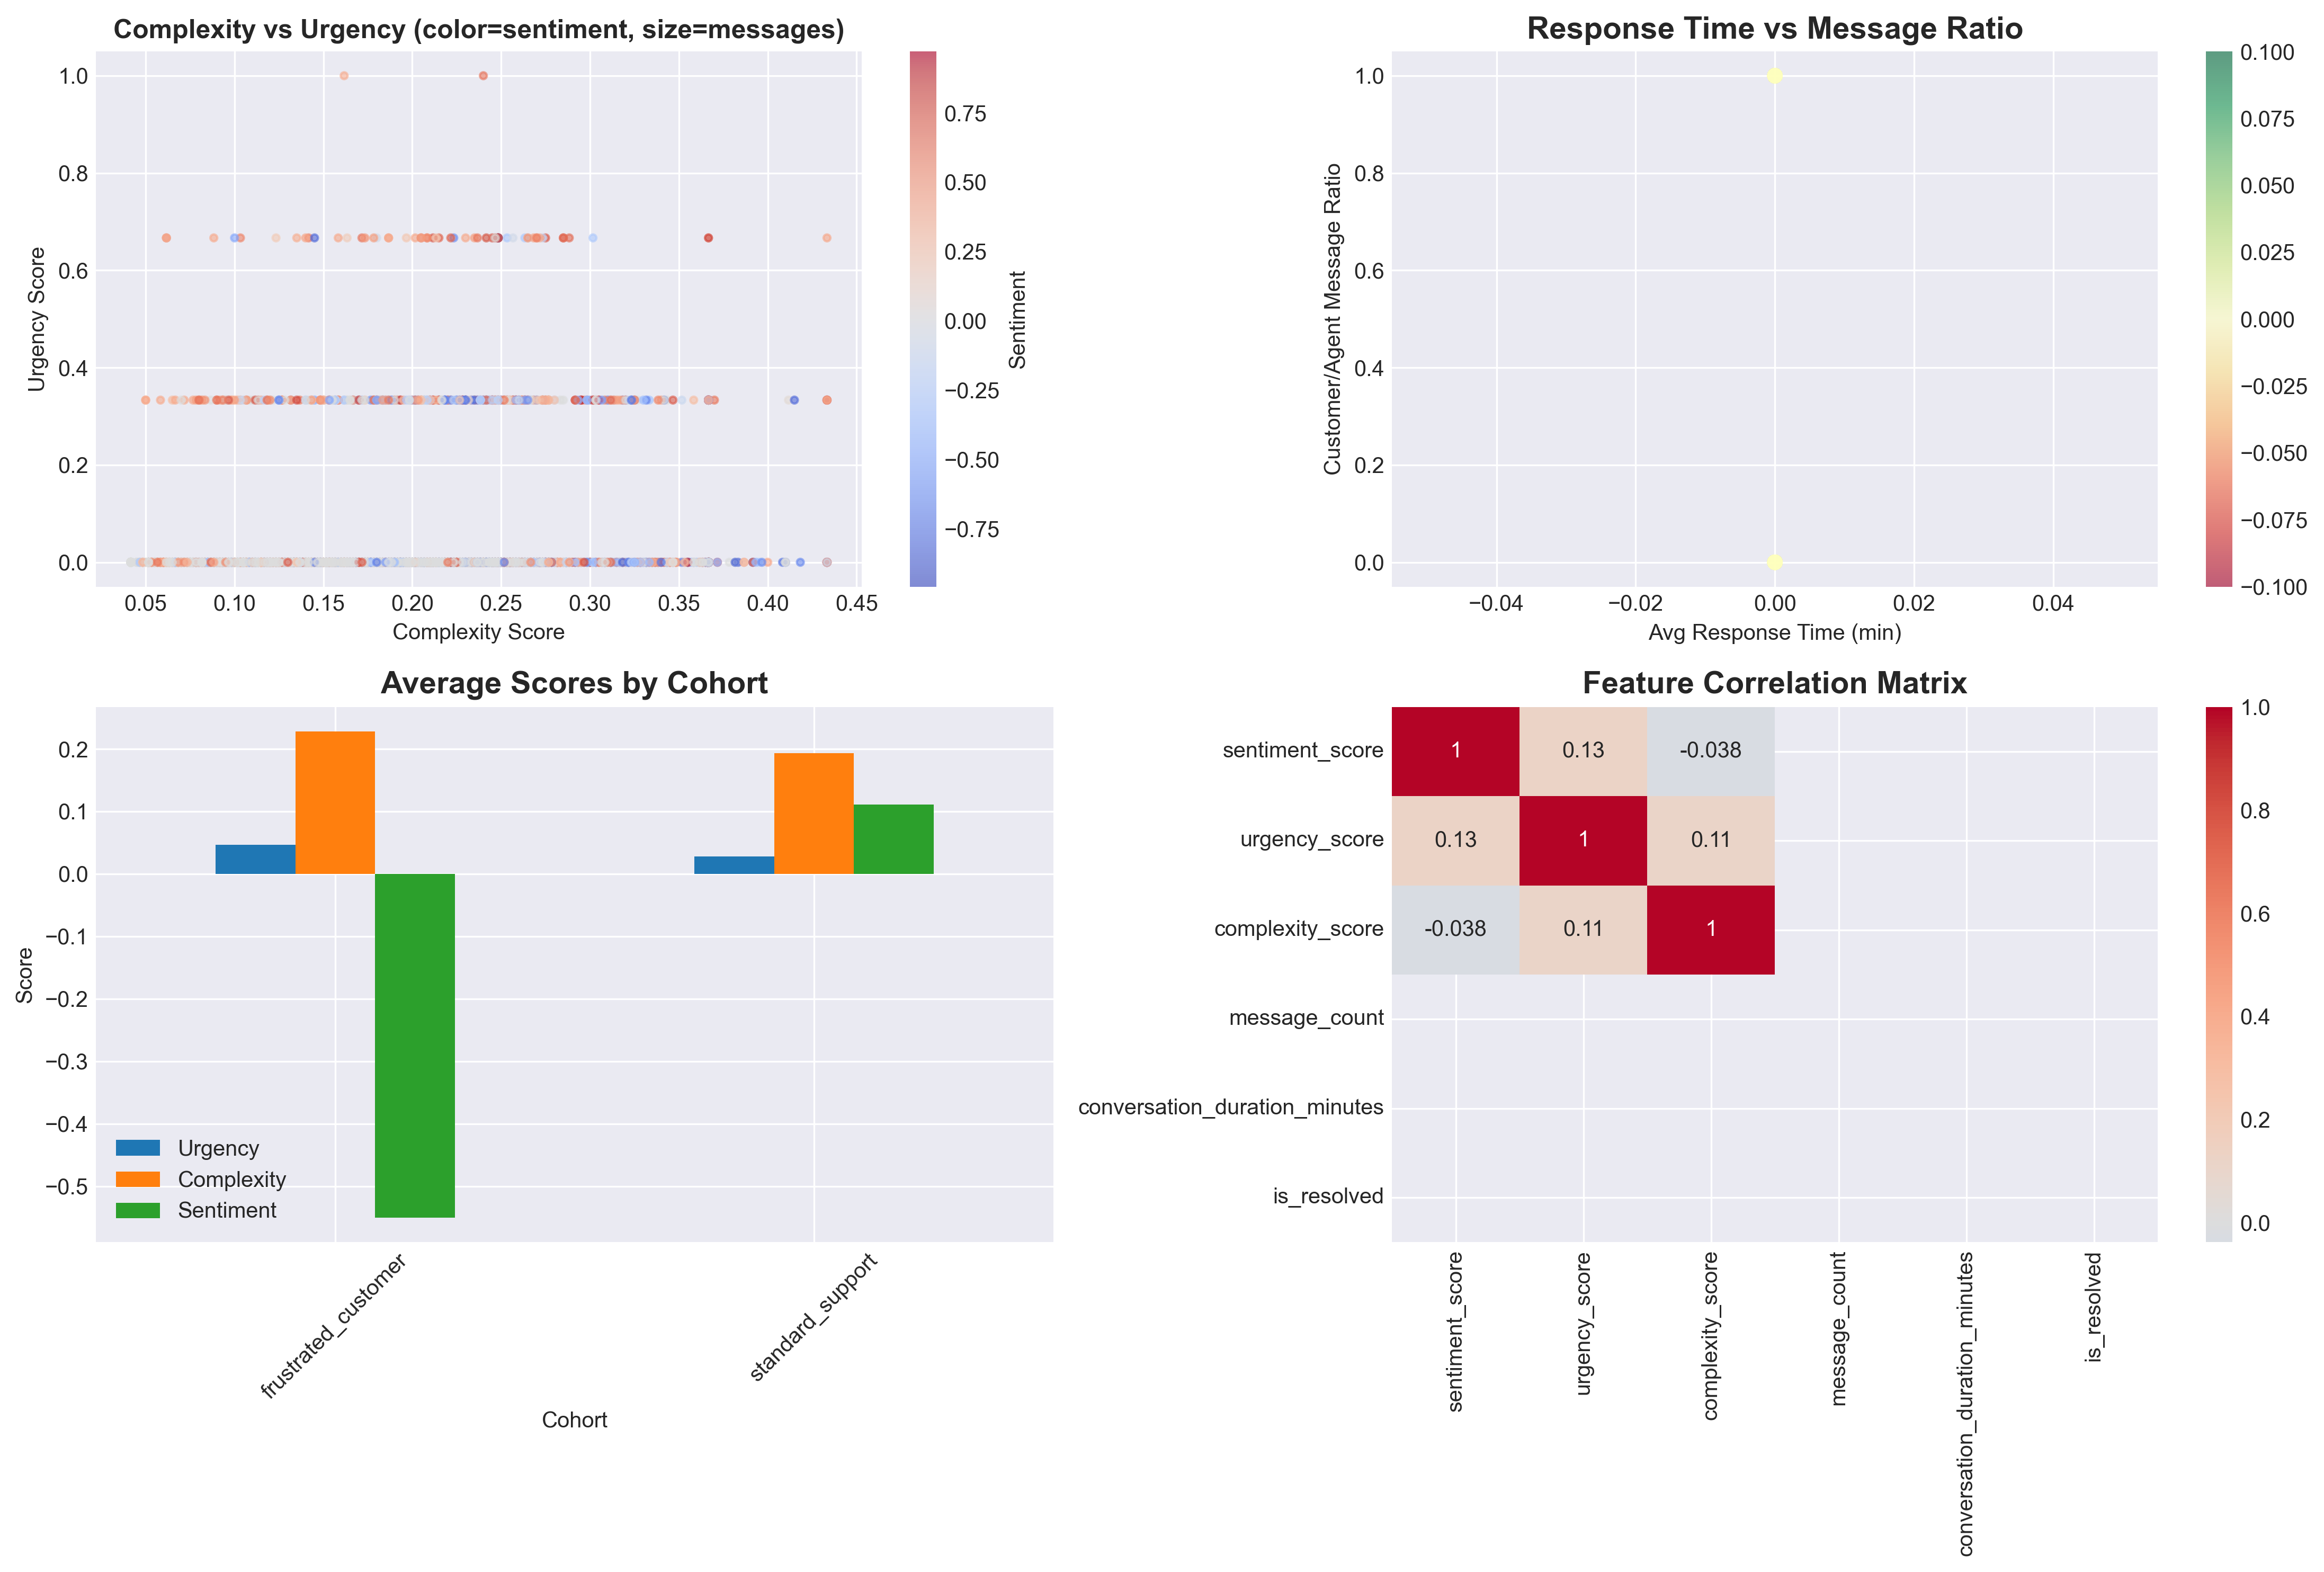 Complexity vs Urgency (color=sentiment, size=messages)
1.0
0.8
0.6
0.4
0.2
0.0
Urgency Score
0.05 0.10 0.15 0.20 0.25 0.30 0.35 0.40 0.45
Complexity Score
0.75
0.50
0.25
0.00
−0.25
−0.50
−0.75
Sentiment
Response Time vs Message Ratio
1.0
0.8
0.6
0.4
0.2
0.0
Customer/Agent Message Ratio
−0.04 −0.02 0.00 0.02 0.04
Avg Response Time (min)
0.100
0.075
0.050
0.025
0.000
−0.025
−0.050
−0.075
−0.100
Average Scores by Cohort
0.2
0.1
0.0
−0.1
−0.2
−0.3
−0.4
−0.5
Score
Urgency
Complexity
Sentiment
frustrated_customer
standard_support
Cohort
Feature Correlation Matrix
sentiment_score
urgency_score
complexity_score
message_count
conversation_duration_minutes
is_resolved
1 0.13 -0.038
0.13 1 0.11
-0.038 0.11 1
sentiment_score
urgency_score
complexity_score
message_count
conversation_duration_minutes
is_resolved
1.0
0.8
0.6
0.4
0.2
0.0